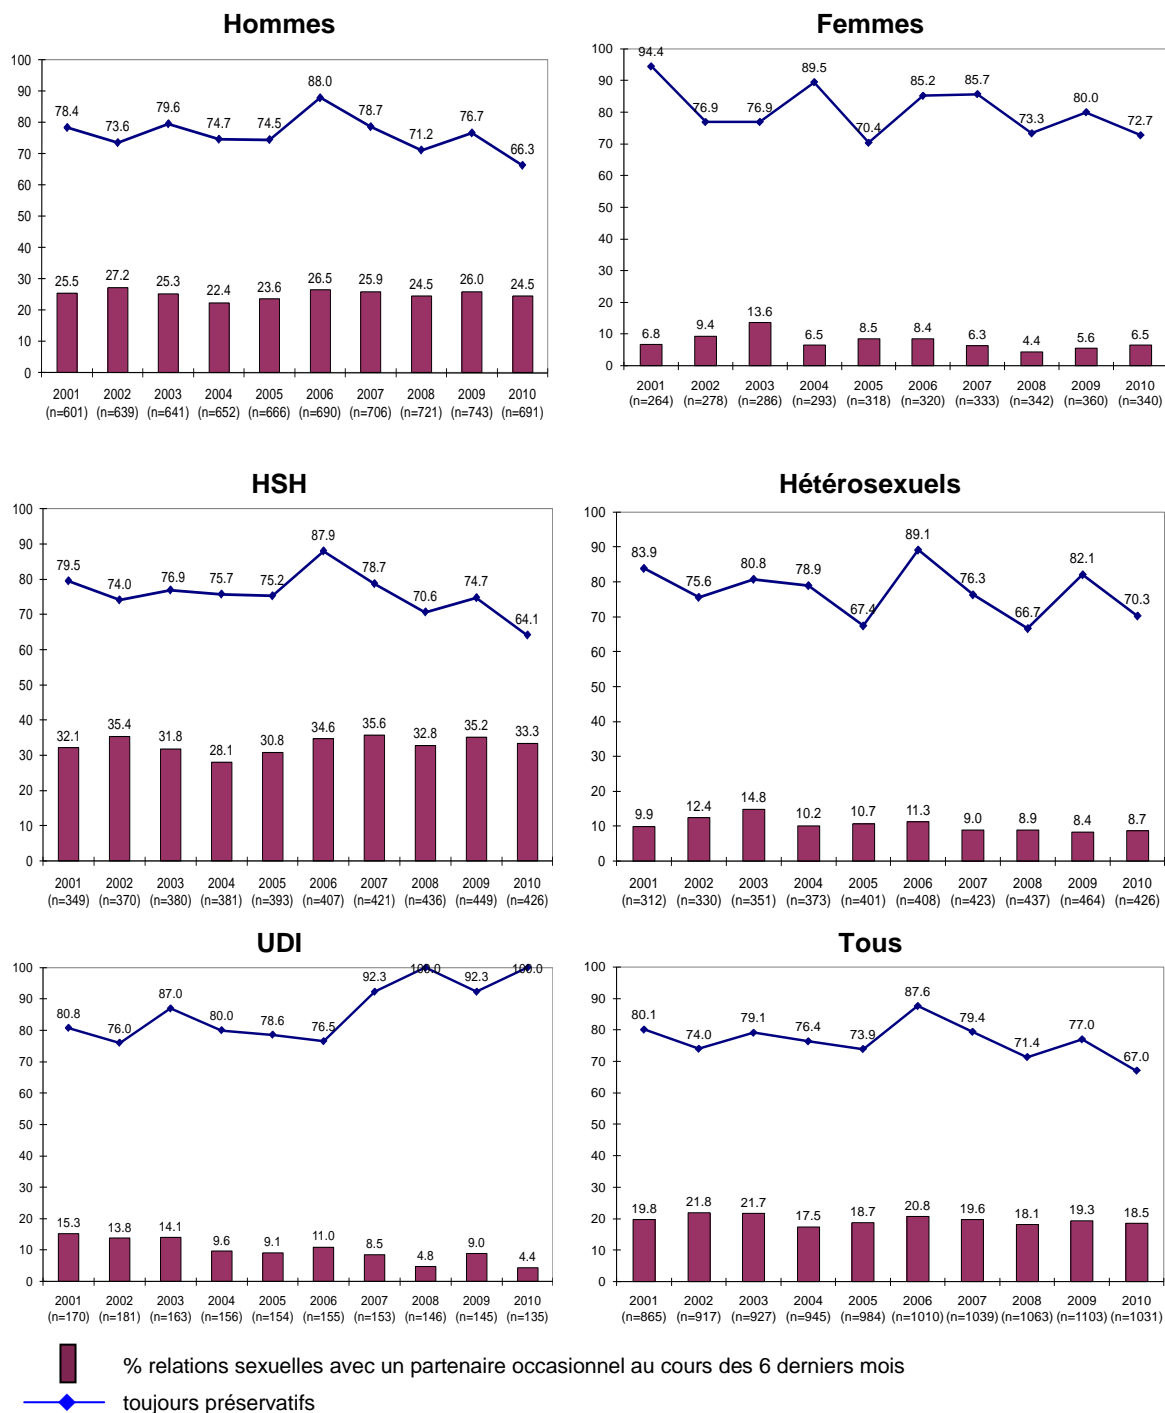 Hommes
100
90
80
70
60
50
40
30
20
10
0
78.4 73.6 79.6 74.7 74.5 88.0 78.7 71.2 76.7 66.3
25.5 27.2 25.3 22.4 23.6 26.5 25.9 24.5 26.0 24.5
2001 2002 2003 2004 2005 2006 2007 2008 2009 2010
(n=601) (n=639) (n=641) (n=652) (n=666) (n=690) (n=706) (n=721) (n=743) (n=691)
Femmes
100
90
80
70
60
50
40
30
20
10
0
94.4 76.9 76.9 89.5 70.4 85.2 85.7 73.3 80.0 72.7
6.8 9.4 13.6 6.5 8.5 8.4 6.3 4.4 5.6 6.5
2001 2002 2003 2004 2005 2006 2007 2008 2009 2010
(n=264) (n=278) (n=286) (n=293) (n=318) (n=320) (n=333) (n=342) (n=360) (n=340)
HSH
100
90
80
70
60
50
40
30
20
10
0
79.5 74.0 76.9 75.7 75.2 87.9 78.7 70.6 74.7 64.1
32.1 35.4 31.8 28.1 30.8 34.6 35.6 32.8 35.2 33.3
2001 2002 2003 2004 2005 2006 2007 2008 2009 2010
(n=349) (n=370) (n=380) (n=381) (n=393) (n=407) (n=421) (n=436) (n=449) (n=426)
Hétérosexuels
100
90
80
70
60
50
40
30
20
10
0
83.9 75.6 80.8 78.9 67.4 89.1 76.3 66.7 82.1 70.3
9.9 12.4 14.8 10.2 10.7 11.3 9.0 8.9 8.4 8.7
2001 2002 2003 2004 2005 2006 2007 2008 2009 2010
(n=312) (n=330) (n=351) (n=373) (n=401) (n=408) (n=423) (n=437) (n=464) (n=426)
UDI
100
90
80
70
60
50
40
30
20
10
0
80.8 76.0 87.0 80.0 78.6 76.5 92.3 100.0 92.3 100.0
15.3 13.8 14.1 9.6 9.1 11.0 8.5 4.8 9.0 4.4
2001 2002 2003 2004 2005 2006 2007 2008 2009 2010
(n=170) (n=181) (n=163) (n=156) (n=154) (n=155) (n=153) (n=146) (n=145) (n=135)
Tous
100
90
80
70
60
50
40
30
20
10
0
80.1 74.0 79.1 76.4 73.9 87.6 79.4 71.4 77.0 67.0
19.8 21.8 21.7 17.5 18.7 20.8 19.6 18.1 19.3 18.5
2001 2002 2003 2004 2005 2006 2007 2008 2009 2010
(n=865) (n=917) (n=927) (n=945) (n=984) (n=1010) (n=1039) (n=1063) (n=1103) (n=1031)
% relations sexuelles avec un partenaire occasionnel au cours des 6 derniers mois
toujours préservatifs